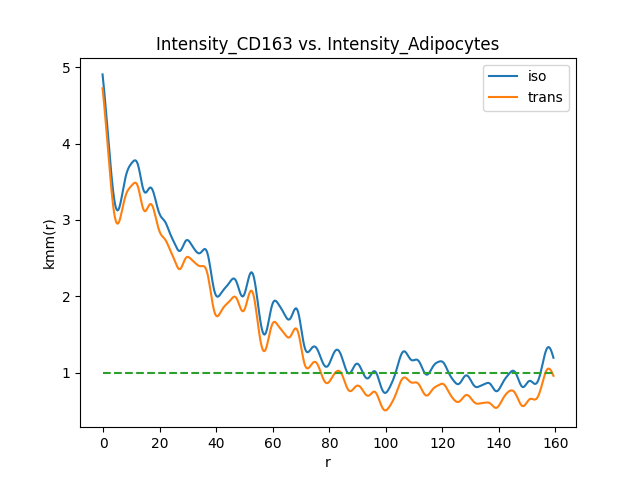 Intensity_CD163 vs. Intensity_Adipocytes
iso
trans
kmm(r)
5
4
3
2
1
0 20 40 60 80 100 120 140 160
r